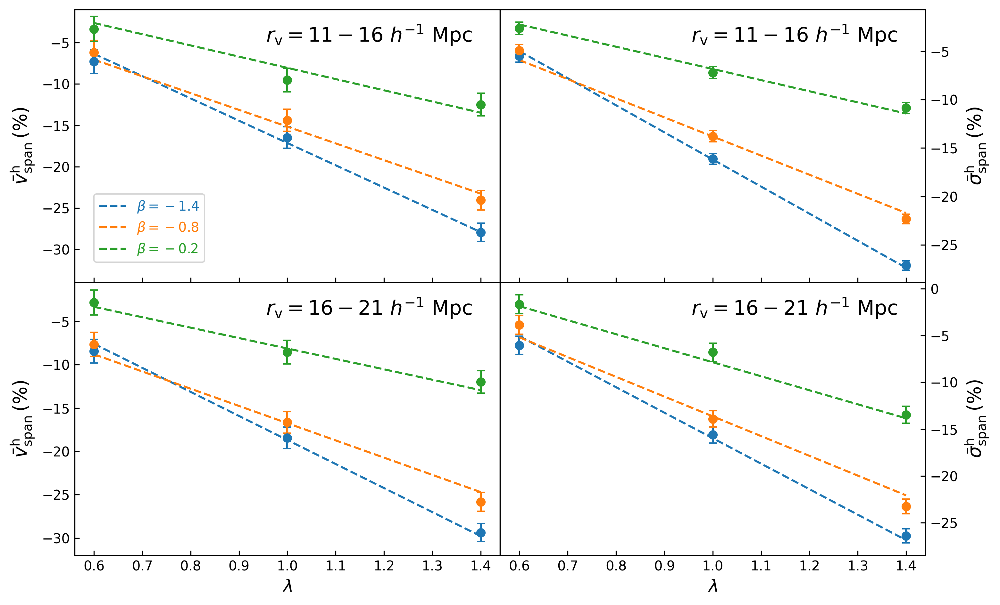 r_v = 11 − 16 h⁻¹ Mpc
r_v = 11 − 16 h⁻¹ Mpc
−5
−10
−15
−20
−25
−30
v̄ʰ_span (%)
−5
−10
−15
−20
−25
σ̄ʰ_span (%)
β = −1.4
β = −0.8
β = −0.2
r_v = 16 − 21 h⁻¹ Mpc
r_v = 16 − 21 h⁻¹ Mpc
−5
−10
−15
−20
−25
−30
v̄ʰ_span (%)
0
−5
−10
−15
−20
−25
σ̄ʰ_span (%)
0.6 0.7 0.8 0.9 1.0 1.1 1.2 1.3 1.4
0.6 0.7 0.8 0.9 1.0 1.1 1.2 1.3 1.4
λ
λ